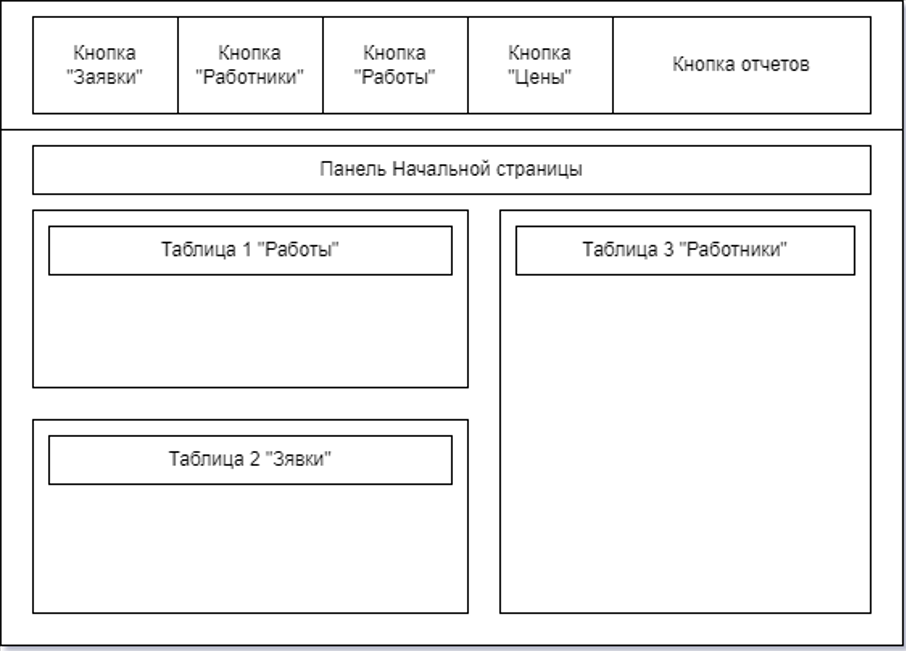 Кнопка
"Заявки"
Кнопка
"Работники"
Кнопка
"Работы"
Кнопка
"Цены"
Кнопка отчетов
Панель Начальной страницы
Таблица 1 "Работы"
Таблица 3 "Работники"
Таблица 2 "Зявки"